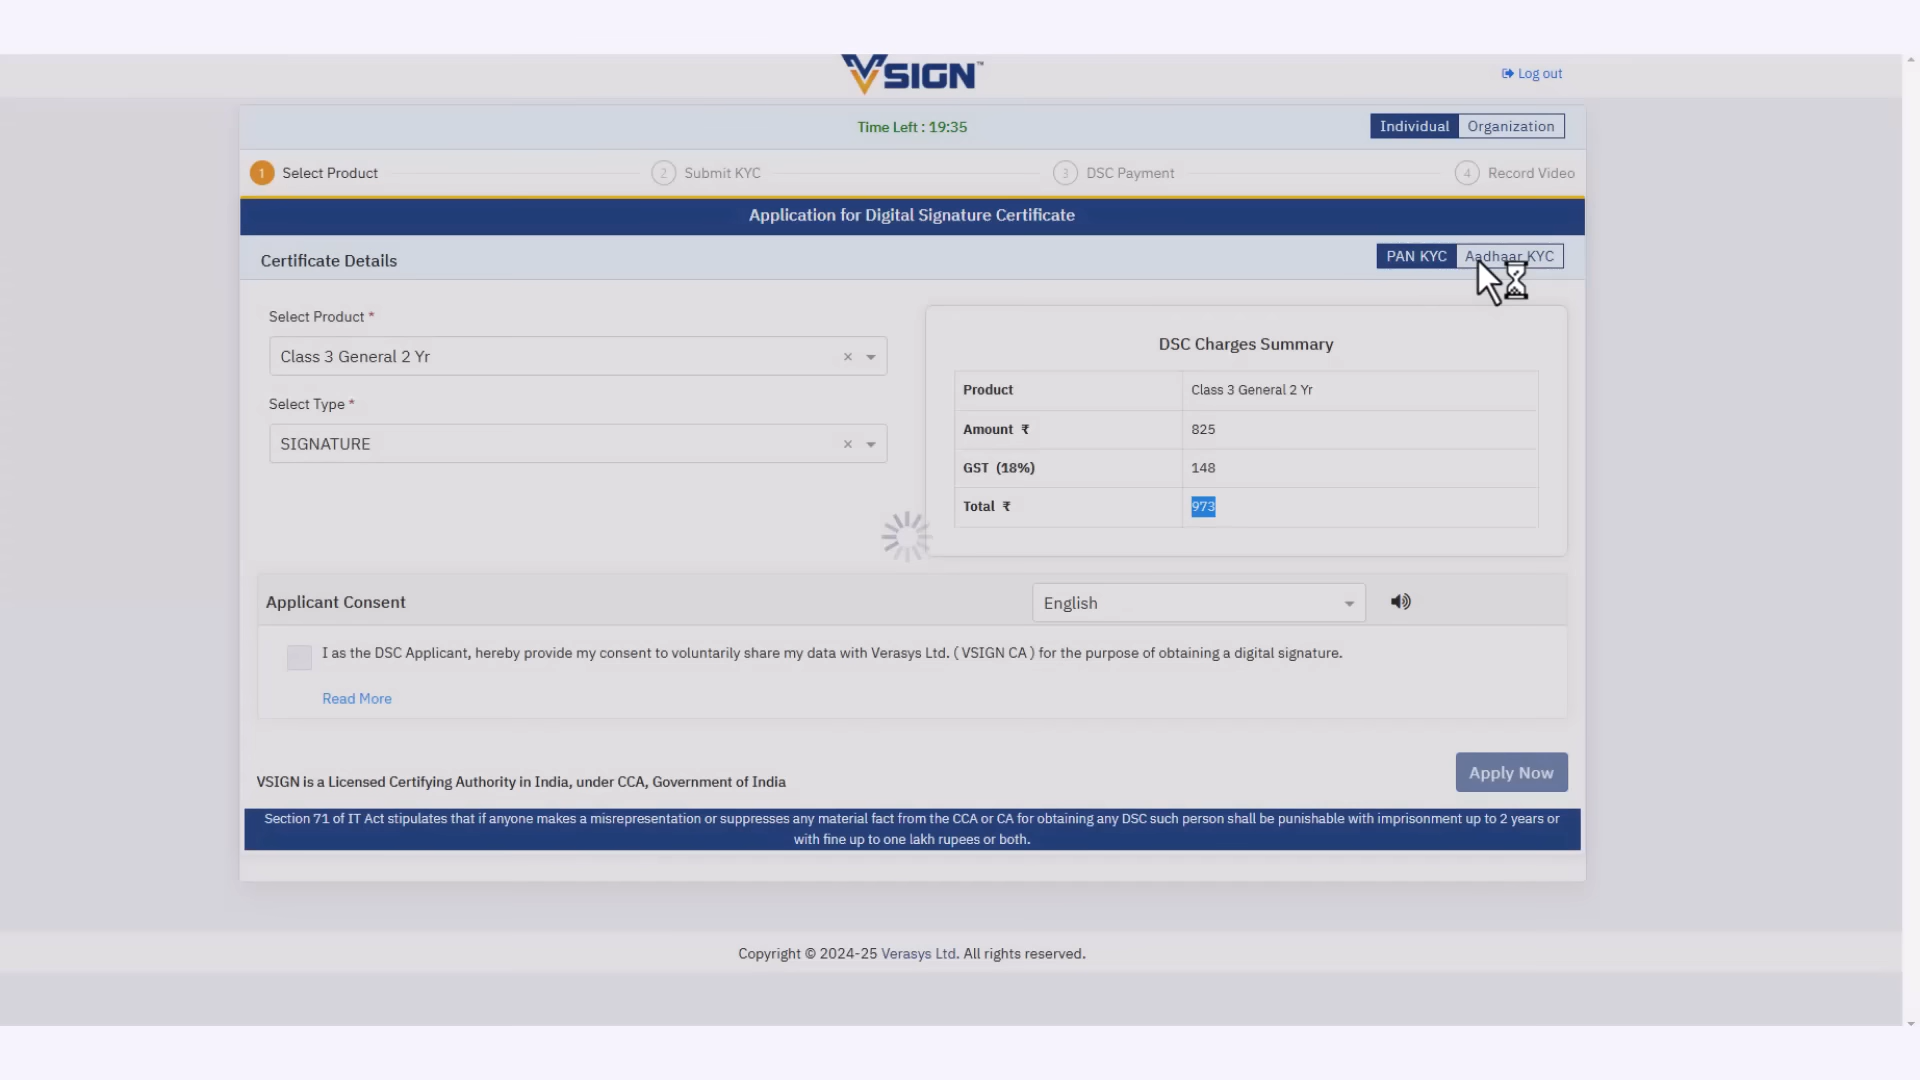 VSIGN™
Log out
Time Left : 19:35
Individual Organization
1 Select Product 2 Submit KYC 3 DSC Payment 4 Record Video
Application for Digital Signature Certificate
Certificate Details
PAN KYC Aadhaar KYC
Select Product *
Class 3 General 2 Yr ×
Select Type *
SIGNATURE ×
DSC Charges Summary
Product Class 3 General 2 Yr
Amount ₹ 825
GST (18%) 148
Total ₹ 973
Applicant Consent English
I as the DSC Applicant, hereby provide my consent to voluntarily share my data with Verasys Ltd. ( VSIGN CA ) for the purpose of obtaining a digital signature.
Read More
Apply Now
VSIGN is a Licensed Certifying Authority in India, under CCA, Government of India
Section 71 of IT Act stipulates that if anyone makes a misrepresentation or suppresses any material fact from the CCA or CA for obtaining any DSC such person shall be punishable with imprisonment up to 2 years or
with fine up to one lakh rupees or both.
Copyright © 2024-25 Verasys Ltd. All rights reserved.